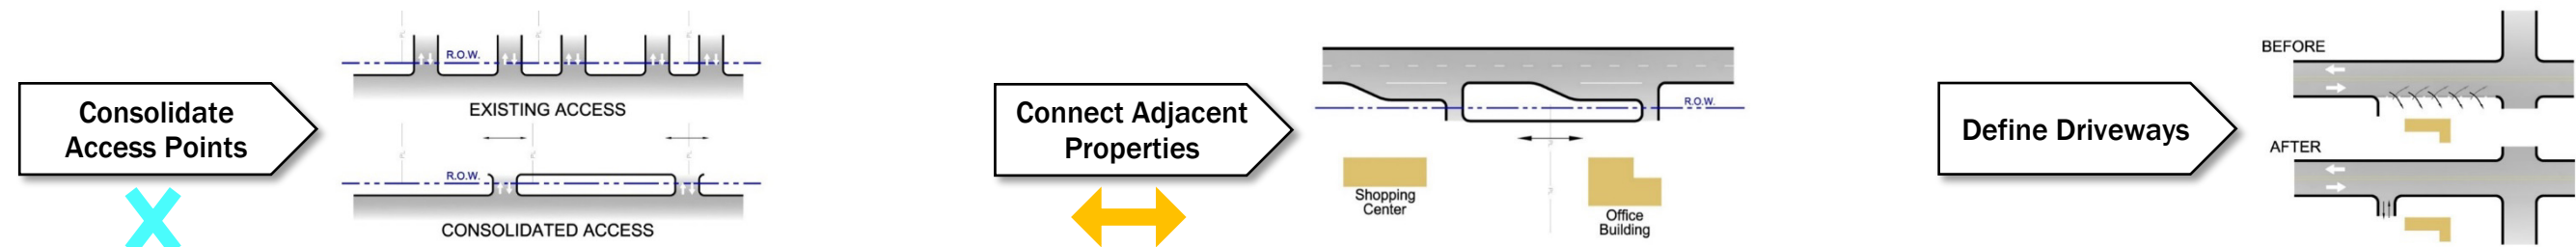 Consolidate
Access Points
R.O.W.
EXISTING ACCESS
R.O.W.
CONSOLIDATED ACCESS
Connect Adjacent
Properties
R.O.W.
Shopping
Center
Office
Building
Define Driveways
BEFORE
AFTER